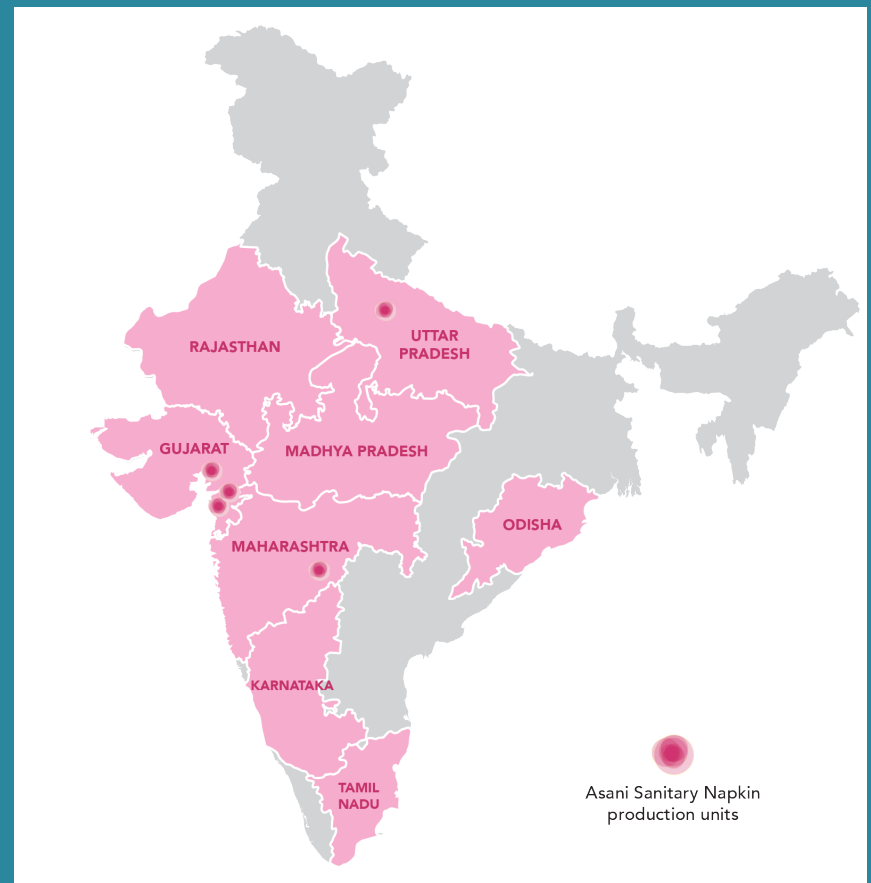 RAJASTHAN
UTTAR
PRADESH
GUJARAT
MADHYA PRADESH
ODISHA
MAHARASHTRA
KARNATAKA
TAMIL
NADU
Asani Sanitary Napkin
production units